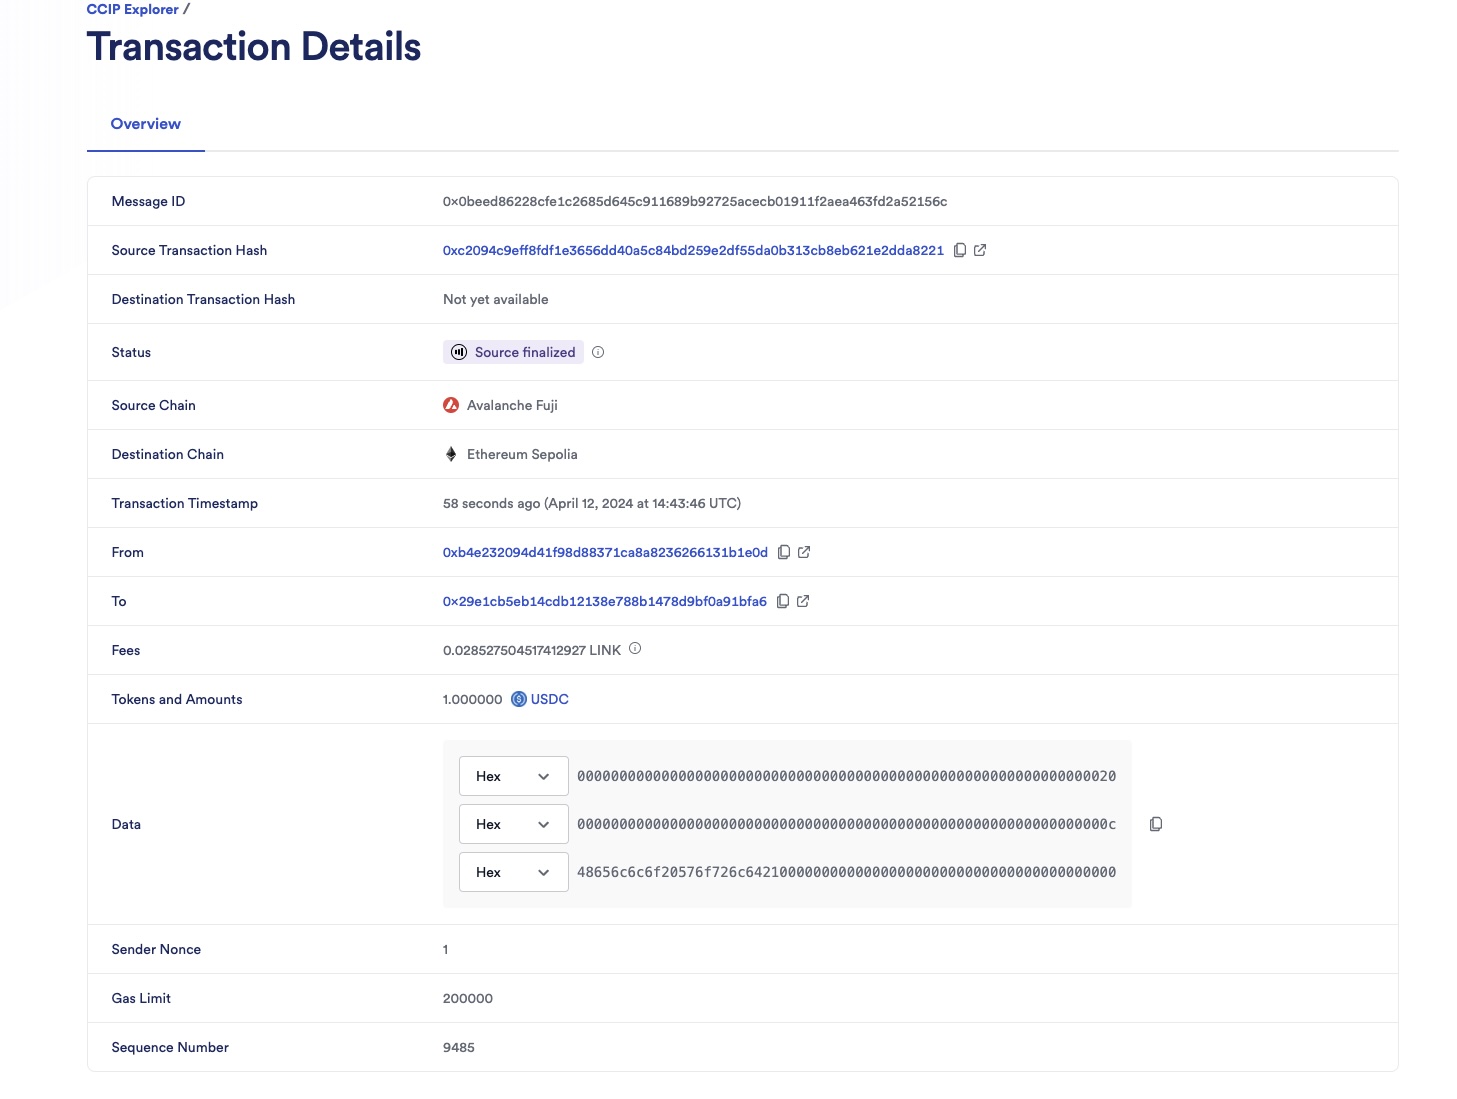 CCIP Explorer /
Transaction Details
Overview
Message ID 0x0beed86228cfe1c2685d645c911689b92725acecb01911f2aea463fd2a52156c
Source Transaction Hash 0xc2094c9eff8fdf1e3656dd40a5c84bd259e2df55da0b313cb8eb621e2dda8221
Destination Transaction Hash Not yet available
Status Source finalized
Source Chain Avalanche Fuji
Destination Chain Ethereum Sepolia
Transaction Timestamp 58 seconds ago (April 12, 2024 at 14:43:46 UTC)
From 0xb4e232094d41f98d88371ca8a8236266131b1e0d
To 0x29e1cb5eb14cdb12138e788b1478d9bf0a91bfa6
Fees 0.028527504517412927 LINK
Tokens and Amounts 1.000000 USDC
Data
Hex 0000000000000000000000000000000000000000000000000000000000000020
Hex 000000000000000000000000000000000000000000000000000000000000000c
Hex 48656c6c6f20576f726c64210000000000000000000000000000000000000000
Sender Nonce 1
Gas Limit 200000
Sequence Number 9485